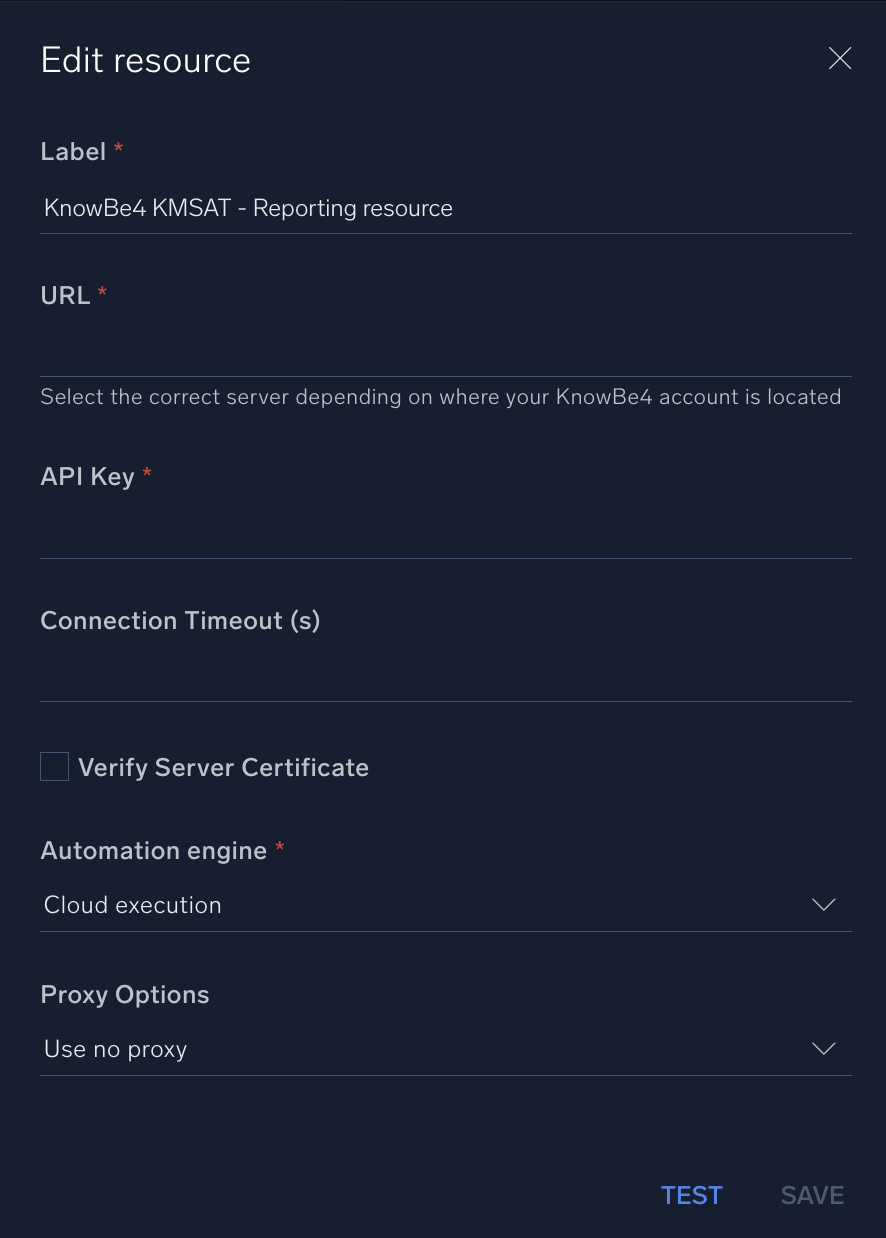 Edit resource
Label *
KnowBe4 KMSAT - Reporting resource
URL *
Select the correct server depending on where your KnowBe4 account is located
API Key *
Connection Timeout (s)
Verify Server Certificate
Automation engine *
Cloud execution
Proxy Options
Use no proxy
TEST SAVE